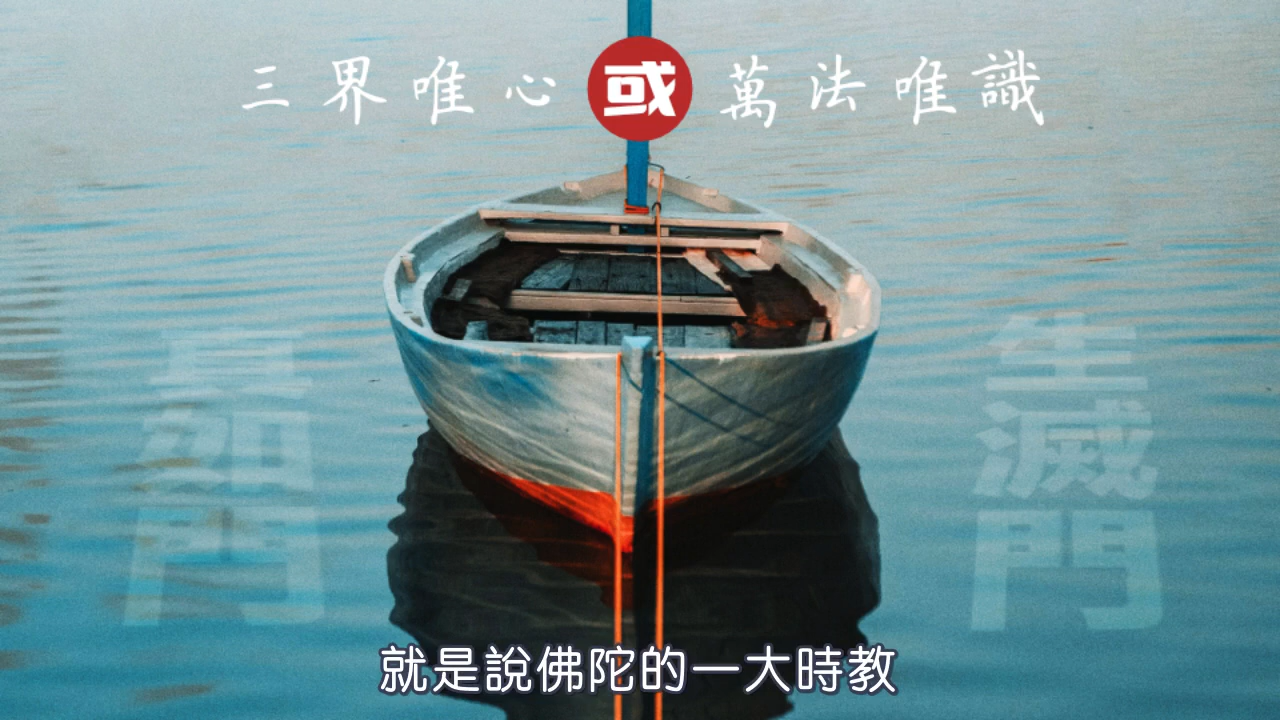 三界唯心或萬法唯識
真如門
生滅門
就是說佛陀的一大時教